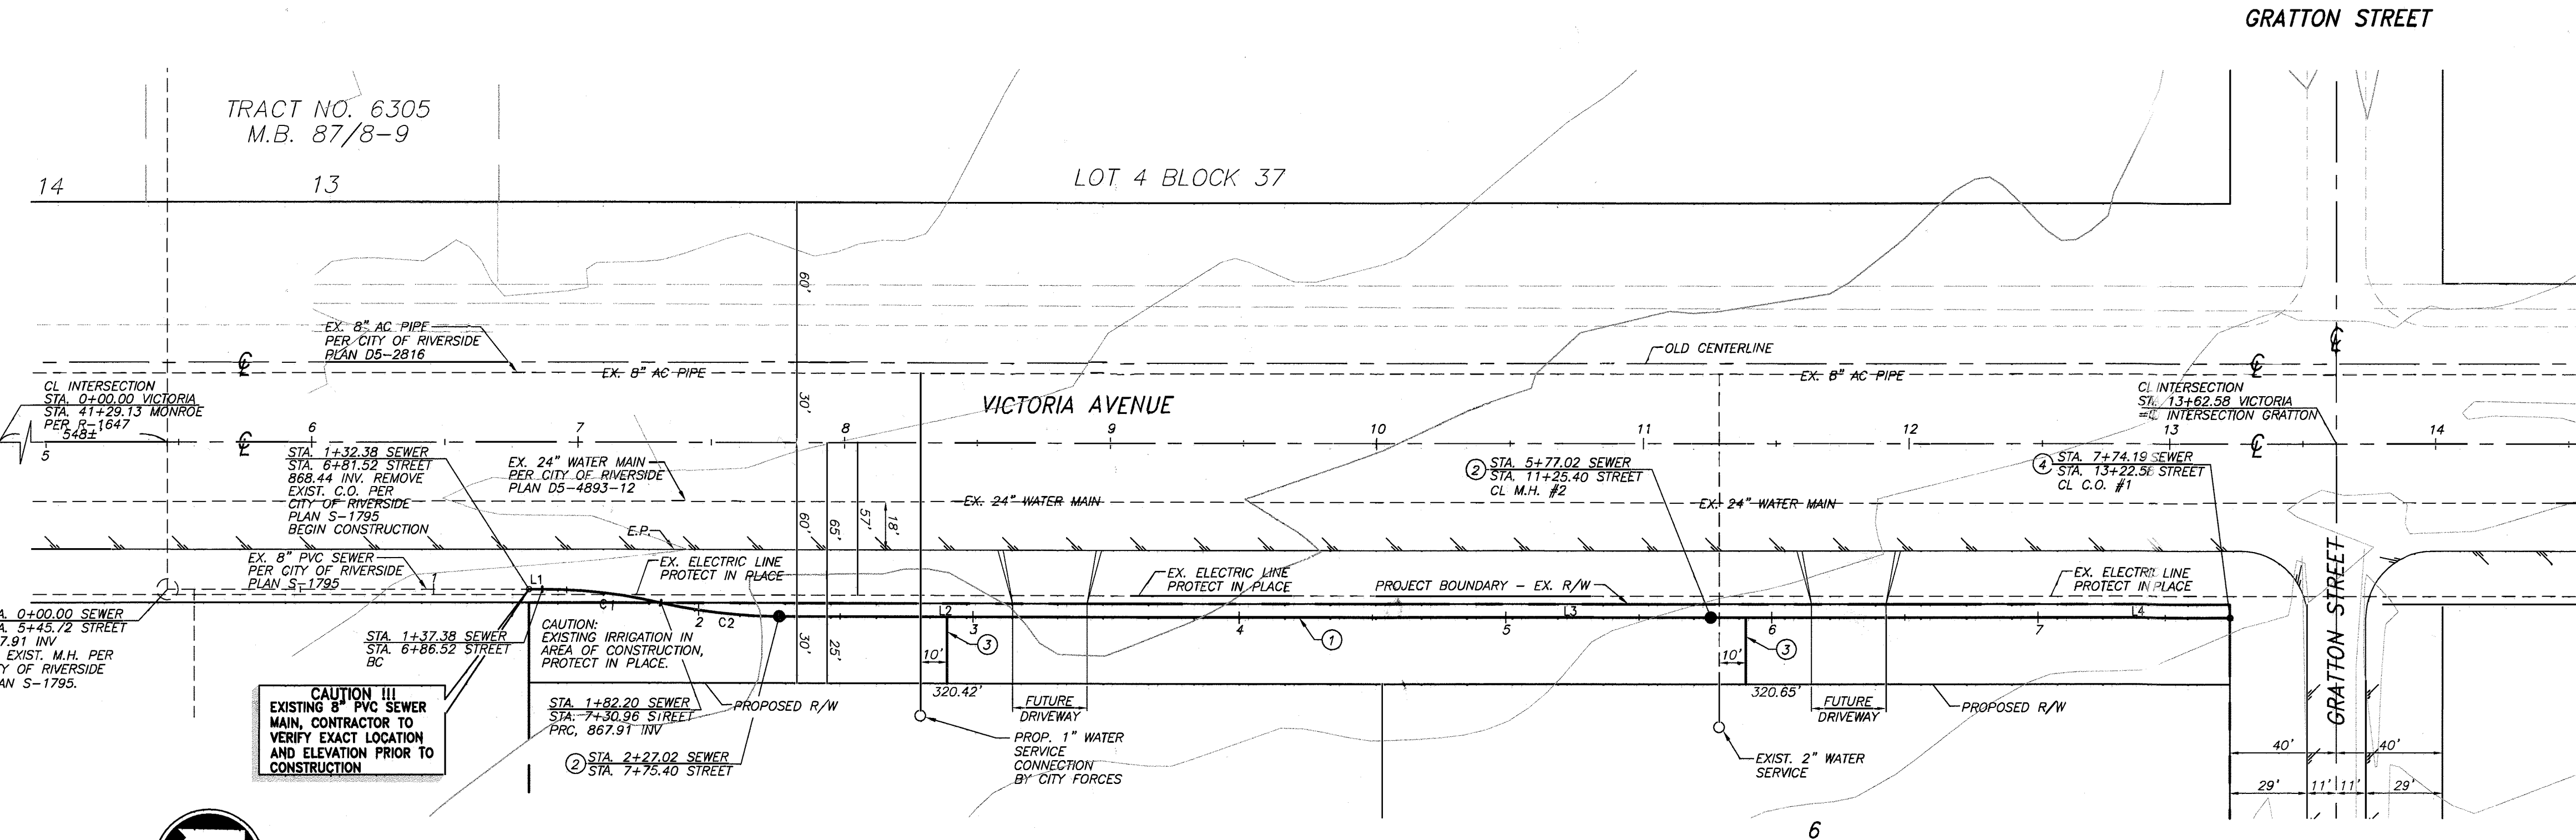 GRATTON STREET
TRACT NO. 6305
M.B. 87/8-9
14
13
LOT 4 BLOCK 37
60'
EX. 8" AC PIPE
PER CITY OF RIVERSIDE
PLAN D5-2816
EX. 8" AC PIPE
OLD CENTERLINE
EX. 8" AC PIPE
CL INTERSECTION
STA. 0+00.00 VICTORIA
STA. 41+29.13 MONROE
PER R-1647
548±
CL INTERSECTION
STA. 13+62.58 VICTORIA
=CL INTERSECTION GRATTON
30'
VICTORIA AVENUE
5
6
7
8
9
10
11
12
13
14
STA. 1+32.38 SEWER
STA. 6+81.52 STREET
868.44 INV. REMOVE
EXIST. C.O. PER
CITY OF RIVERSIDE
PLAN S-1795
BEGIN CONSTRUCTION
EX. 24" WATER MAIN
PER CITY OF RIVERSIDE
PLAN D5-4893-12
2
STA. 5+77.02 SEWER
STA. 11+25.40 STREET
CL M.H. #2
4
STA. 7+74.19 SEWER
STA. 13+22.56 STREET
CL C.O. #1
EX. 24" WATER MAIN
EX. 24" WATER MAIN
60'
65'
57'
18'
E.P.
EX. 8" PVC SEWER
PER CITY OF RIVERSIDE
PLAN S-1795
1
L1
EX. ELECTRIC LINE
PROTECT IN PLACE
EX. ELECTRIC LINE
PROTECT IN PLACE
PROJECT BOUNDARY - EX. R/W
EX. ELECTRIC LINE
PROTECT IN PLACE
C1
2
C2
L2
3
4
5
L3
6
7
L4
1
0+00.00 SEWER
5+45.72 STREET
7.91 INV
EXIST. M.H. PER
OF RIVERSIDE
S-1795.
STA. 1+37.38 SEWER
STA. 6+86.52 STREET
BC
CAUTION:
EXISTING IRRIGATION IN
AREA OF CONSTRUCTION,
PROTECT IN PLACE.
30'
25'
10'
3
10'
3
320.42'
320.65'
CAUTION !!!
EXISTING 8" PVC SEWER
MAIN, CONTRACTOR TO
VERIFY EXACT LOCATION
AND ELEVATION PRIOR TO
CONSTRUCTION
STA. 1+82.20 SEWER
STA. 7+30.96 STREET
PRC, 867.91 INV
PROPOSED R/W
FUTURE
DRIVEWAY
FUTURE
DRIVEWAY
PROPOSED R/W
2
STA. 2+27.02 SEWER
STA. 7+75.40 STREET
PROP. 1" WATER
SERVICE
CONNECTION
BY CITY FORCES
EXIST. 2" WATER
SERVICE
GRATTON STREET
40'
40'
29'
11'
11'
29'
6